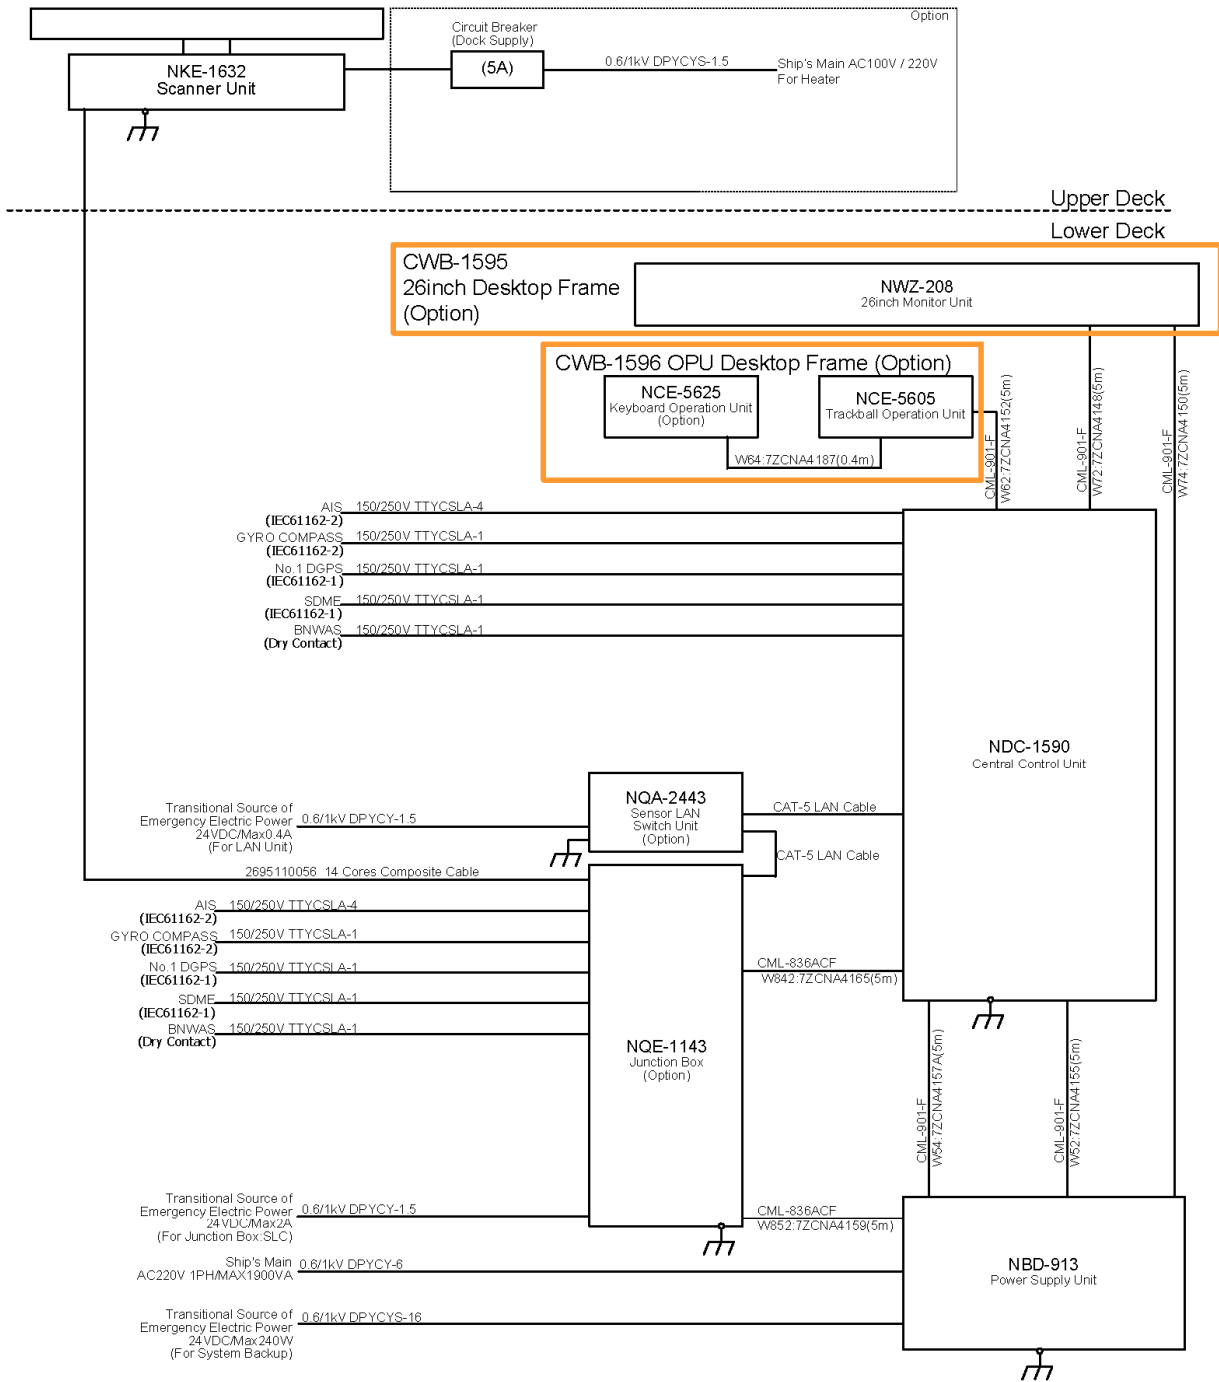 Option
Circuit Breaker
(Dock Supply)
(5A)
0.6/1kV DPYCYS-1.5
Ship's Main AC100V / 220V
For Heater
NKE-1632
Scanner Unit
Upper Deck
Lower Deck
CWB-1595
26inch Desktop Frame
(Option)
NWZ-208
26inch Monitor Unit
CWB-1596 OPU Desktop Frame (Option)
NCE-5625
Keyboard Operation Unit
(Option)
NCE-5605
Trackball Operation Unit
W64:7ZCNA4187(0.4m)
CML-901-F
W62:7ZCNA4152(5m)
CML-901-F
W72:7ZCNA4148(5m)
CML-901-F
W74:7ZCNA4150(5m)
AIS 150/250V TTYCSLA-4
(IEC61162-2)
GYRO COMPASS 150/250V TTYCSLA-1
(IEC61162-2)
No.1 DGPS 150/250V TTYCSLA-1
(IEC61162-1)
SDME 150/250V TTYCSLA-1
(IEC61162-1)
BNWAS 150/250V TTYCSLA-1
(Dry Contact)
NDC-1590
Central Control Unit
NQA-2443
Sensor LAN
Switch Unit
(Option)
CAT-5 LAN Cable
CAT-5 LAN Cable
Transitional Source of
Emergency Electric Power 0.6/1kV DPYCY-1.5
24VDC/Max0.4A
(For LAN Unit)
2695110056 14 Cores Composite Cable
AIS 150/250V TTYCSLA-4
(IEC61162-2)
GYRO COMPASS 150/250V TTYCSLA-1
(IEC61162-2)
No.1 DGPS 150/250V TTYCSLA-1
(IEC61162-1)
SDME 150/250V TTYCSLA-1
(IEC61162-1)
BNWAS 150/250V TTYCSLA-1
(Dry Contact)
CML-836ACF
W842:7ZCNA4165(5m)
NQE-1143
Junction Box
(Option)
CML-901-F
W54:7ZCNA4157A(5m)
CML-901-F
W52:7ZCNA4155(5m)
Transitional Source of
Emergency Electric Power 0.6/1kV DPYCY-1.5
24VDC/Max2A
(For Junction Box:SLC)
CML-836ACF
W852:7ZCNA4159(5m)
Ship's Main 0.6/1kV DPYCY-6
AC220V 1PH/MAX1900VA
NBD-913
Power Supply Unit
Transitional Source of
Emergency Electric Power 0.6/1kV DPYCYS-16
24VDC/Max240W
(For System Backup)